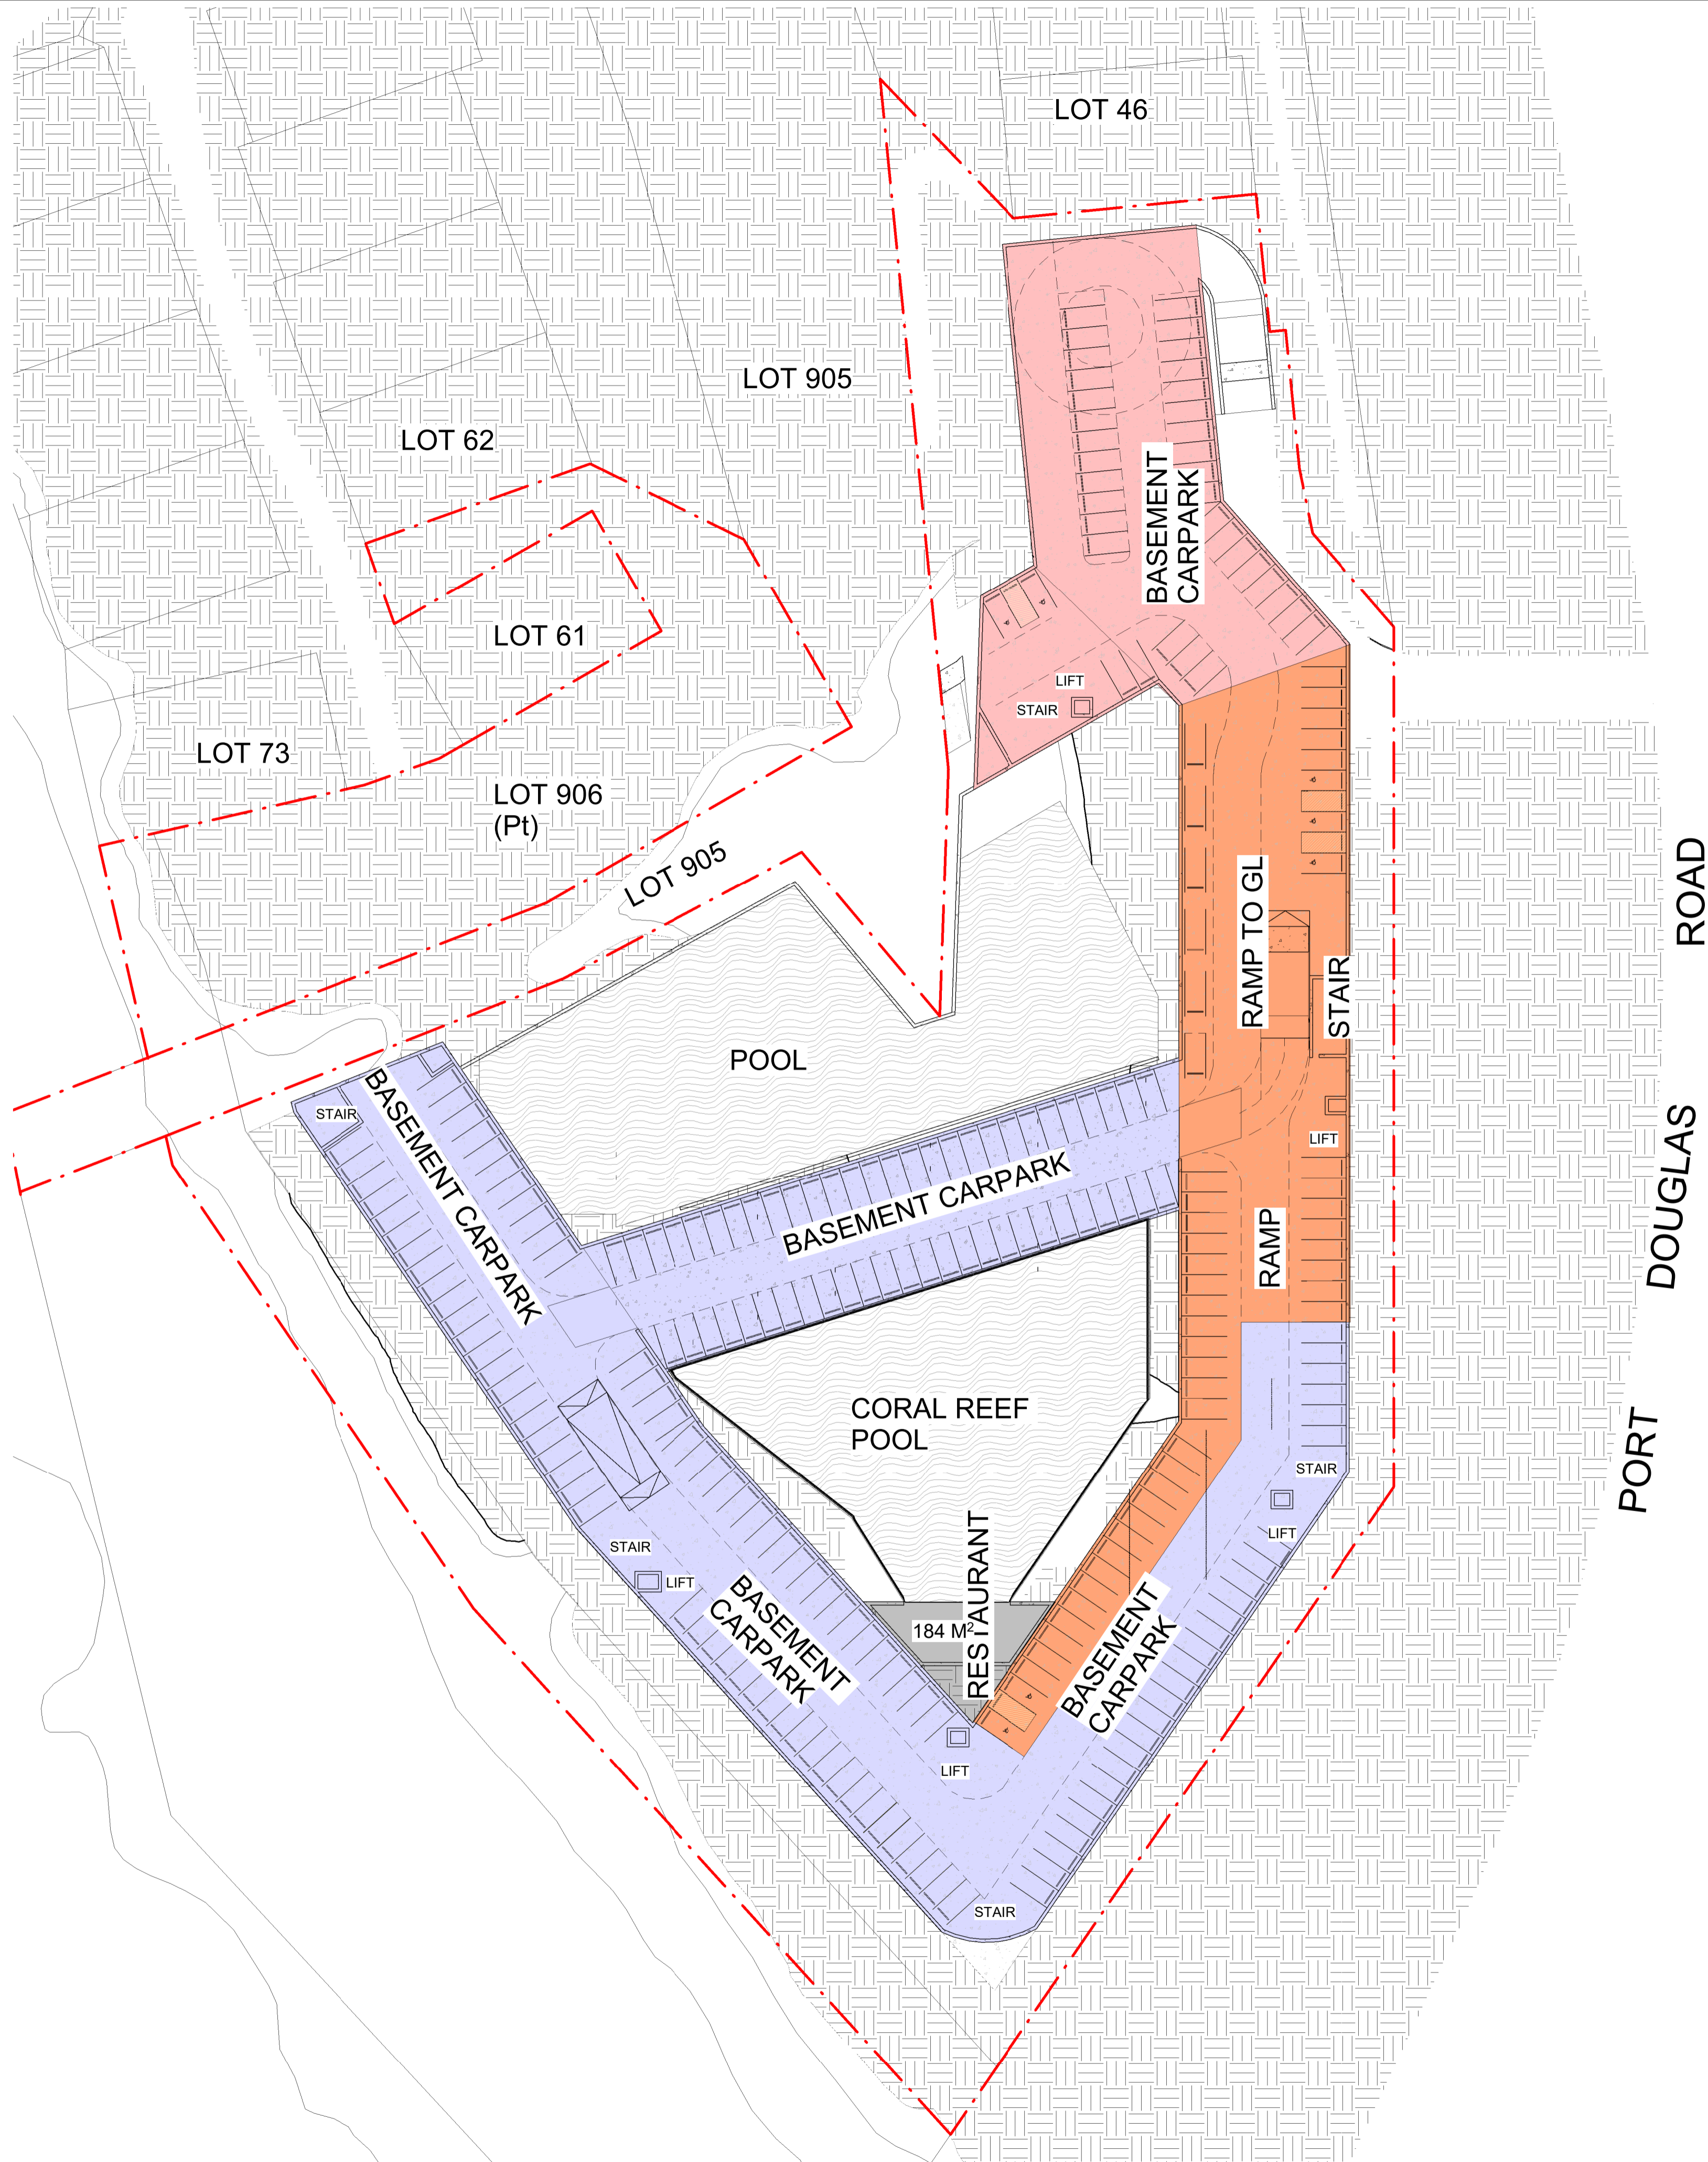 LOT 46
LOT 905
LOT 62
BASEMENT
CARPARK
LOT 61
LIFT
STAIR
LOT 73
LOT 906
(Pt)
LOT 905
RAMP TO GL
STAIR
PORT DOUGLAS ROAD
POOL
STAIR
BASEMENT CARPARK
BASEMENT CARPARK
LIFT
RAMP
CORAL REEF
POOL
STAIR
LIFT
STAIR
LIFT
RESTAURANT
184 M²
BASEMENT
CARPARK
BASEMENT
CARPARK
LIFT
STAIR